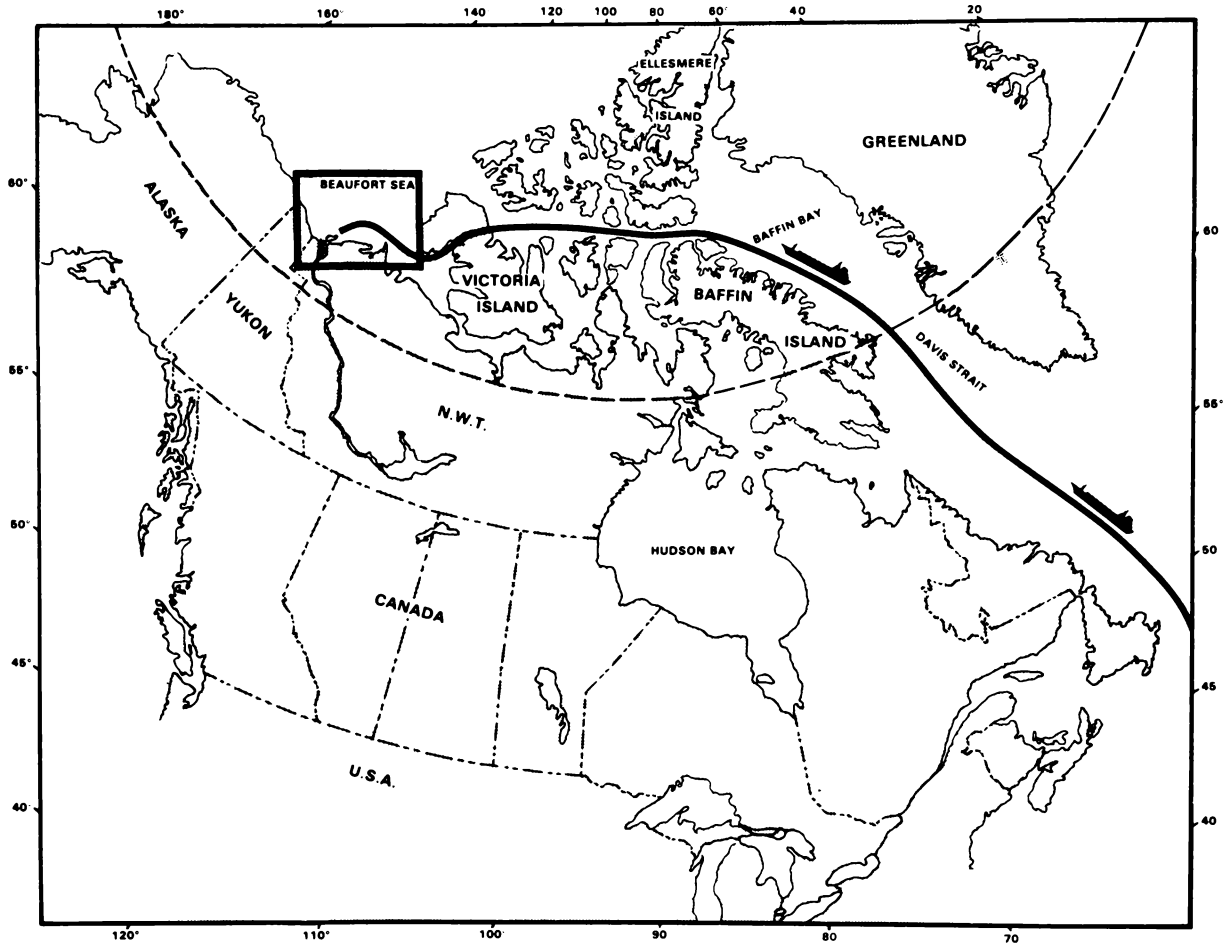 180° 160° 140 120 100 80 60° 40 20
ELLESMERE
ISLAND
GREENLAND
60°
BEAUFORT SEA
ALASKA
BAFFIN BAY
60
VICTORIA
ISLAND
BAFFIN
ISLAND
YUKON
DAVIS STRAIT
55°
55°
N.W.T.
50°
50
HUDSON BAY
CANADA
45°
45
U.S.A.
40°
40
120° 110° 100 90 80 70